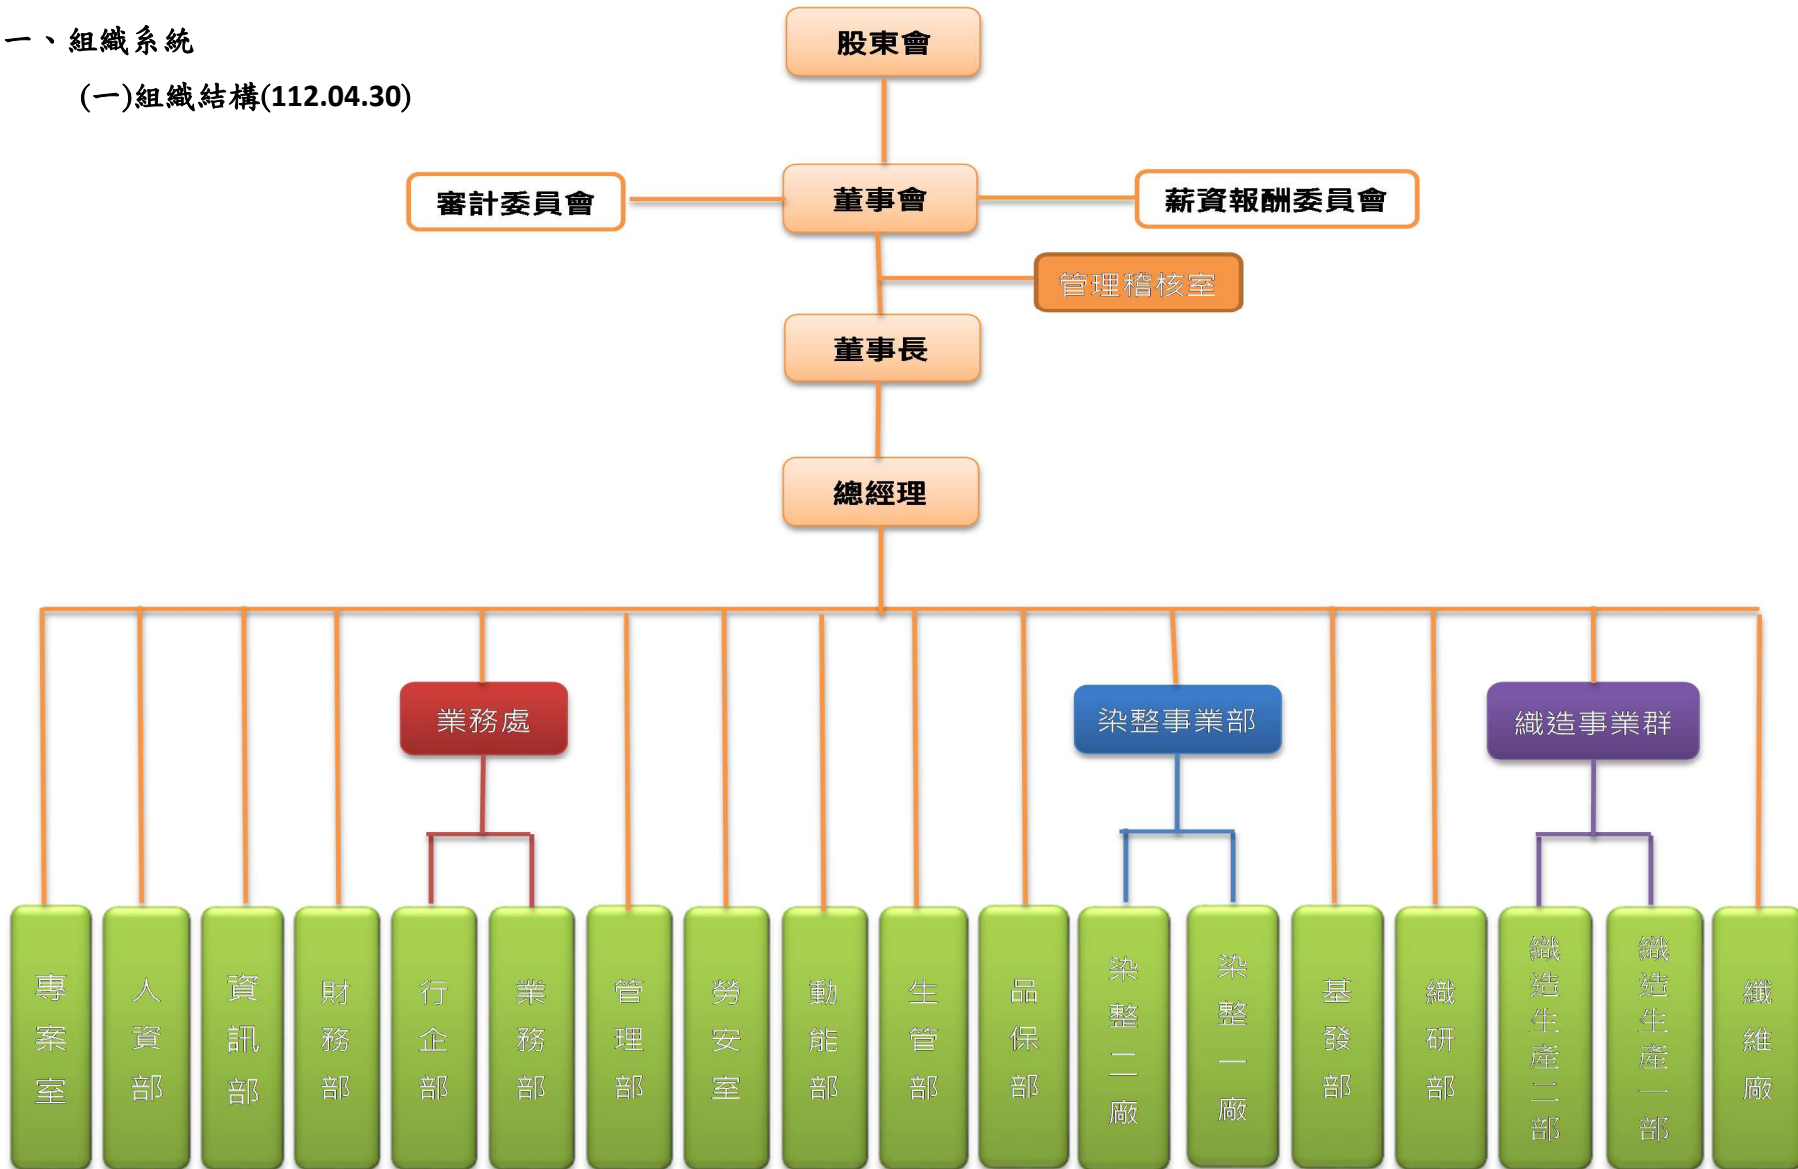 一、組織系統
(一)組織結構(112.04.30)
股東會
審計委員會
董事會
薪資報酬委員會
管理稽核室
董事長
總經理
業務處
染整事業部
織造事業群
專案室
人資部
資訊部
財務部
行企部
業務部
管理部
勞安室
動能部
生管部
品保部
染整二廠
染整一廠
基發部
織研部
織造生產二部
織造生產一部
纖維廠